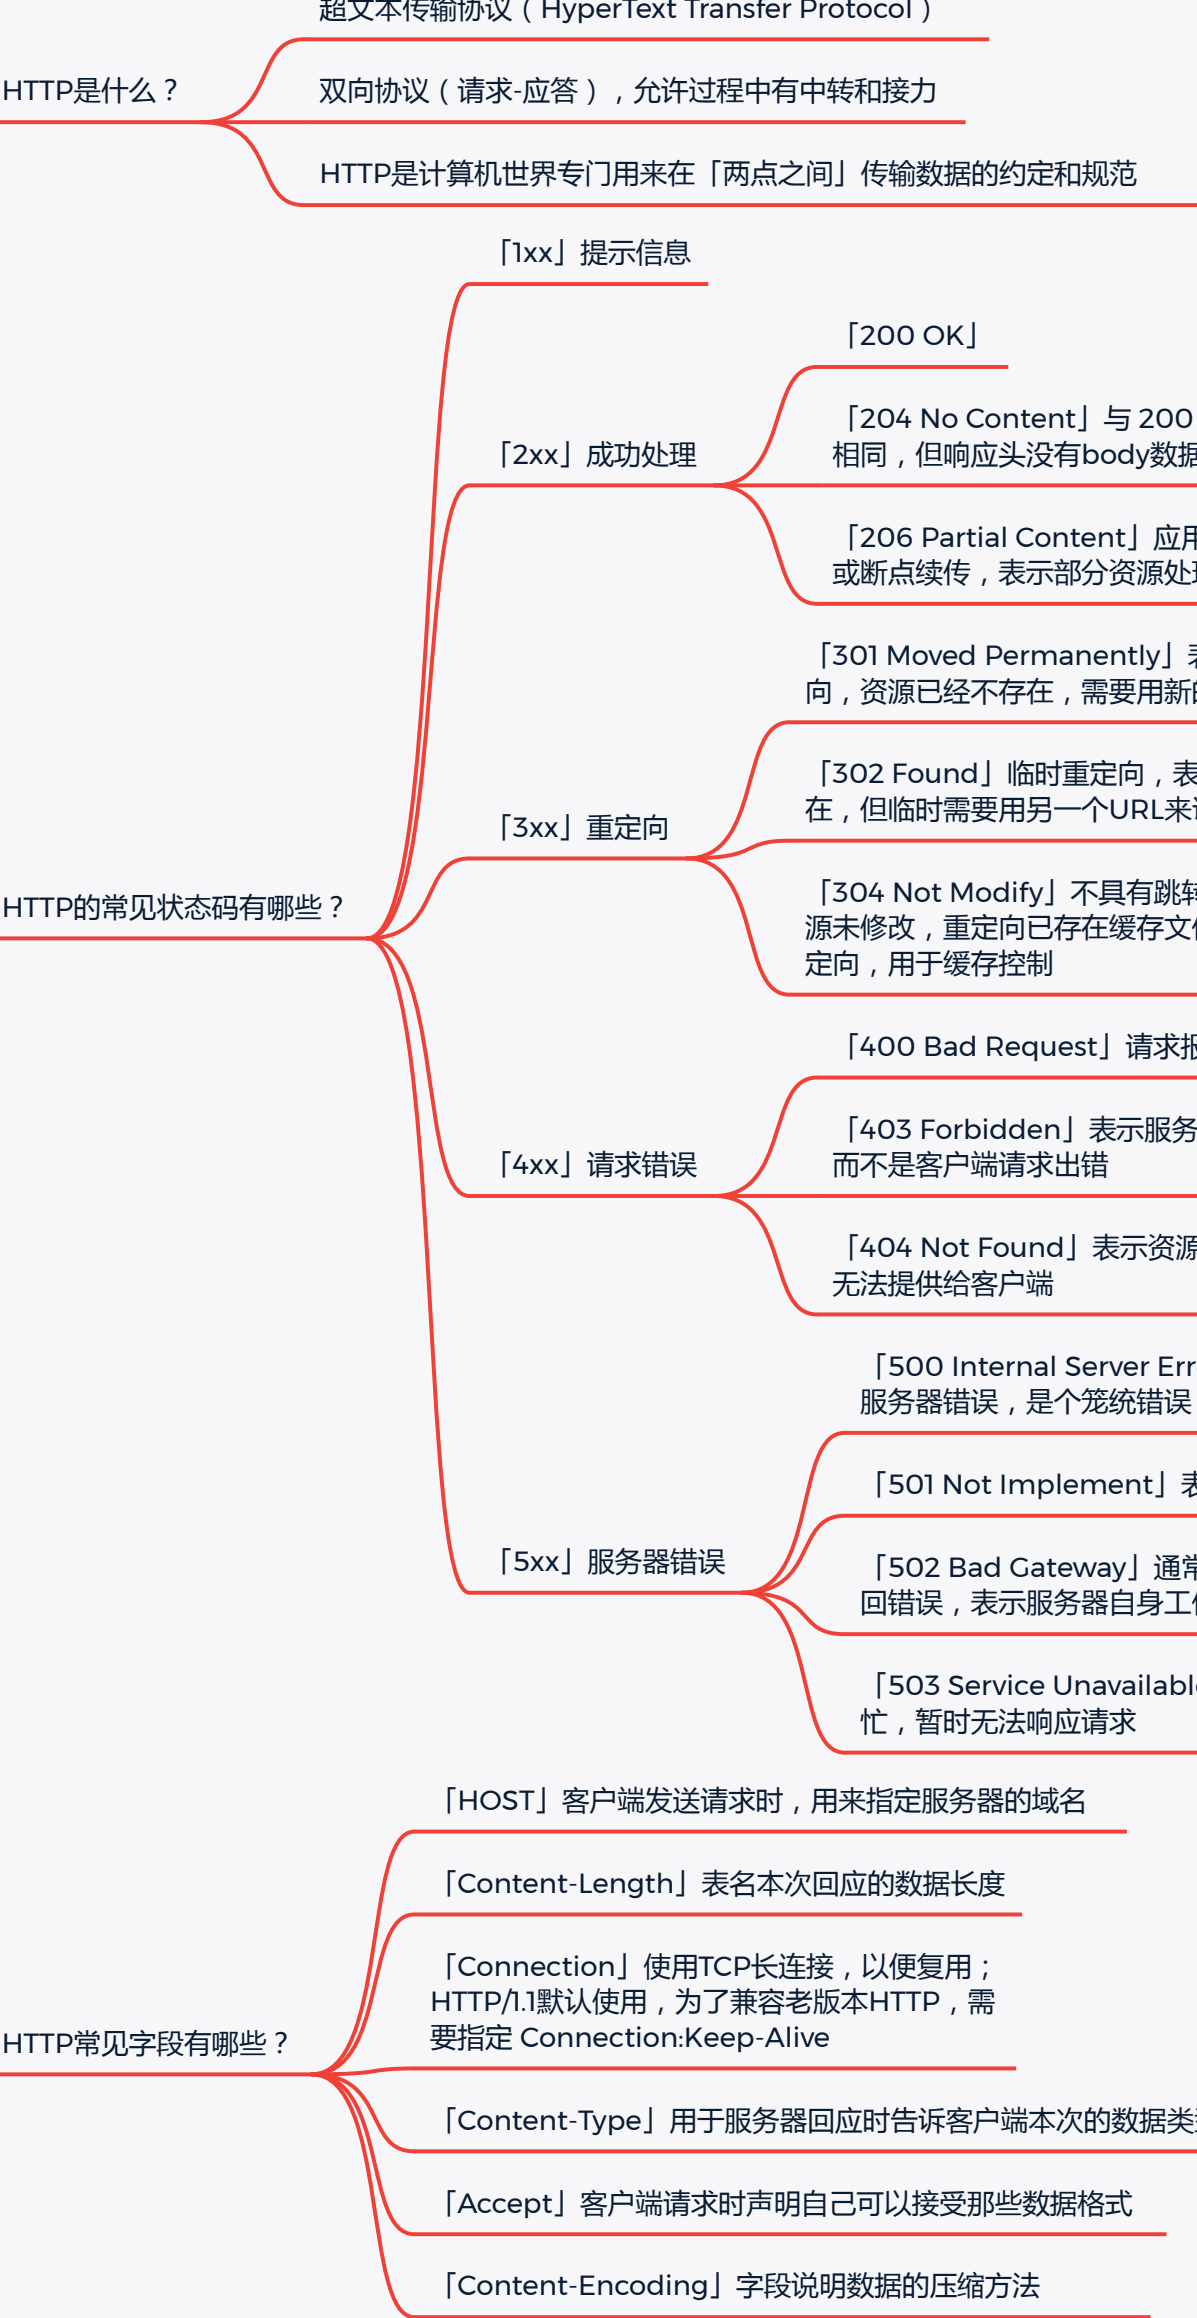 超文本传输协议（HyperText Transfer Protocol）
HTTP是什么？
双向协议（请求-应答），允许过程中有中转和接力
HTTP是计算机世界专门用来在「两点之间」传输数据的约定和规范
「1xx」提示信息
「200 OK」
「204 No Content」与 200
相同，但响应头没有body数据
「2xx」成功处理
「206 Partial Content」应用
或断点续传，表示部分资源处理
「301 Moved Permanently」表
向，资源已经不存在，需要用新的
「302 Found」临时重定向，表
在，但临时需要用另一个URL来
「3xx」重定向
「304 Not Modify」不具有跳转
源未修改，重定向已存在缓存文件
定向，用于缓存控制
HTTP的常见状态码有哪些？
「400 Bad Request」请求报
「403 Forbidden」表示服务
而不是客户端请求出错
「4xx」请求错误
「404 Not Found」表示资源
无法提供给客户端
「500 Internal Server Err
服务器错误，是个笼统错误
「501 Not Implement」表
「5xx」服务器错误
「502 Bad Gateway」通常
回错误，表示服务器自身工作
「503 Service Unavailable
忙，暂时无法响应请求
「HOST」客户端发送请求时，用来指定服务器的域名
「Content-Length」表名本次回应的数据长度
「Connection」使用TCP长连接，以便复用；
HTTP/1.1默认使用，为了兼容老版本HTTP，需
要指定 Connection:Keep-Alive
HTTP常见字段有哪些？
「Content-Type」用于服务器回应时告诉客户端本次的数据类型
「Accept」客户端请求时声明自己可以接受那些数据格式
「Content-Encoding」字段说明数据的压缩方法